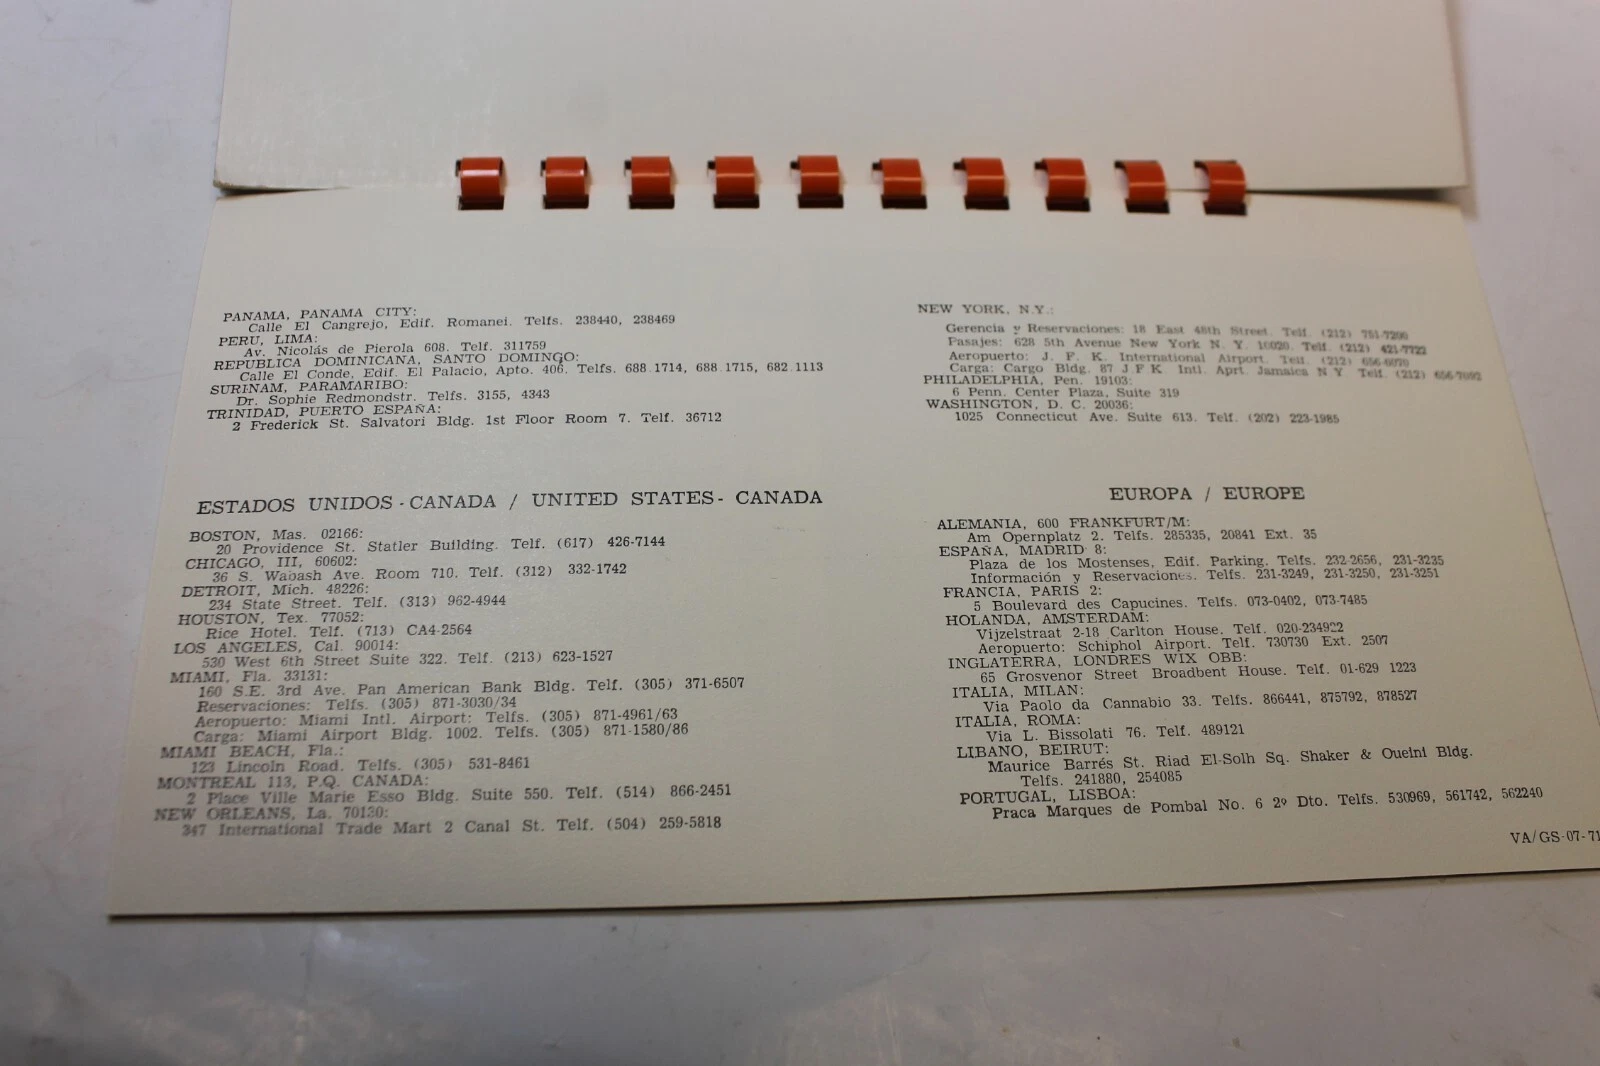 PANAMA, PANAMA CITY:
Calle El Cangrejo, Edif. Romanei. Telfs. 238440, 238469
PERU, LIMA:
Av. Nicolás de Pierola 608. Telf. 311759
REPUBLICA DOMINICANA, SANTO DOMINGO:
Calle El Conde, Edif. El Palacio, Apto. 406. Telfs. 688.1714, 688.1715, 682.1113
SURINAM, PARAMARIBO:
Dr. Sophie Redmondstr. Telfs. 3155, 4343
TRINIDAD, PUERTO ESPAÑA:
2 Frederick St. Salvatori Bldg. 1st Floor Room 7. Telf. 36712
ESTADOS UNIDOS - CANADA / UNITED STATES - CANADA
BOSTON, Mas. 02166:
20 Providence St. Statler Building. Telf. (617) 426-7144
CHICAGO, III, 60602:
36 S. Wabash Ave. Room 710. Telf. (312) 332-1742
DETROIT, Mich. 48226:
234 State Street. Telf. (313) 962-4944
HOUSTON, Tex. 77052:
Rice Hotel. Telf. (713) CA4-2564
LOS ANGELES, Cal. 90014:
530 West 6th Street Suite 322. Telf. (213) 623-1527
MIAMI, Fla. 33131:
160 S.E. 3rd Ave. Pan American Bank Bldg. Telf. (305) 371-6507
Reservaciones: Telfs. (305) 871-3030/34
Aeropuerto: Miami Intl. Airport: Telfs. (305) 871-4961/63
Carga: Miami Airport Bldg. 1002. Telfs. (305) 871-1580/86
MIAMI BEACH, Fla.:
123 Lincoln Road. Telfs. (305) 531-8461
MONTREAL 113, P.Q. CANADA:
2 Place Ville Marie Esso Bldg. Suite 550. Telf. (514) 866-2451
NEW ORLEANS, La. 70130:
347 International Trade Mart 2 Canal St. Telf. (504) 259-5818
NEW YORK, N.Y.:
Gerencia y Reservaciones: 18 East 48th Street. Telf. (212) 751-7200
Pasajes: 628 5th Avenue New York N. Y. 10020. Telf. (212) 421-7722
Aeropuerto: J. F. K. International Airport. Telf. (212) 656-6070
Carga: Cargo Bldg. 87 J F K Intl. Aprt. Jamaica N Y Telf. (212) 656-7092
PHILADELPHIA, Pen. 19103:
6 Penn. Center Plaza, Suite 319
WASHINGTON, D. C. 20036:
1025 Connecticut Ave. Suite 613. Telf. (202) 223-1985
EUROPA / EUROPE
ALEMANIA, 600 FRANKFURT/M:
Am Opernplatz 2. Telfs. 285335, 20841 Ext. 35
ESPAÑA, MADRID 8:
Plaza de los Mostenses, Edif. Parking. Telfs. 232-2656, 231-3235
Información y Reservaciones. Telfs. 231-3249, 231-3250, 231-3251
FRANCIA, PARIS 2:
5 Boulevard des Capucines. Telfs. 073-0402, 073-7485
HOLANDA, AMSTERDAM:
Vijzelstraat 2-18 Carlton House. Telf. 020-234922
Aeropuerto: Schiphol Airport. Telf. 730730 Ext. 2507
INGLATERRA, LONDRES WIX OBB:
65 Grosvenor Street Broadbent House. Telf. 01-629 1223
ITALIA, MILAN:
Via Paolo da Cannabio 33. Telfs. 866441, 875792, 878527
ITALIA, ROMA:
Via L. Bissolati 76. Telf. 489121
LIBANO, BEIRUT:
Maurice Barrés St. Riad El-Solh Sq. Shaker & Oueini Bldg.
Telfs. 241880, 254085
PORTUGAL, LISBOA:
Praca Marques de Pombal No. 6 2º Dto. Telfs. 530969, 561742, 562240
VA/GS-07-71